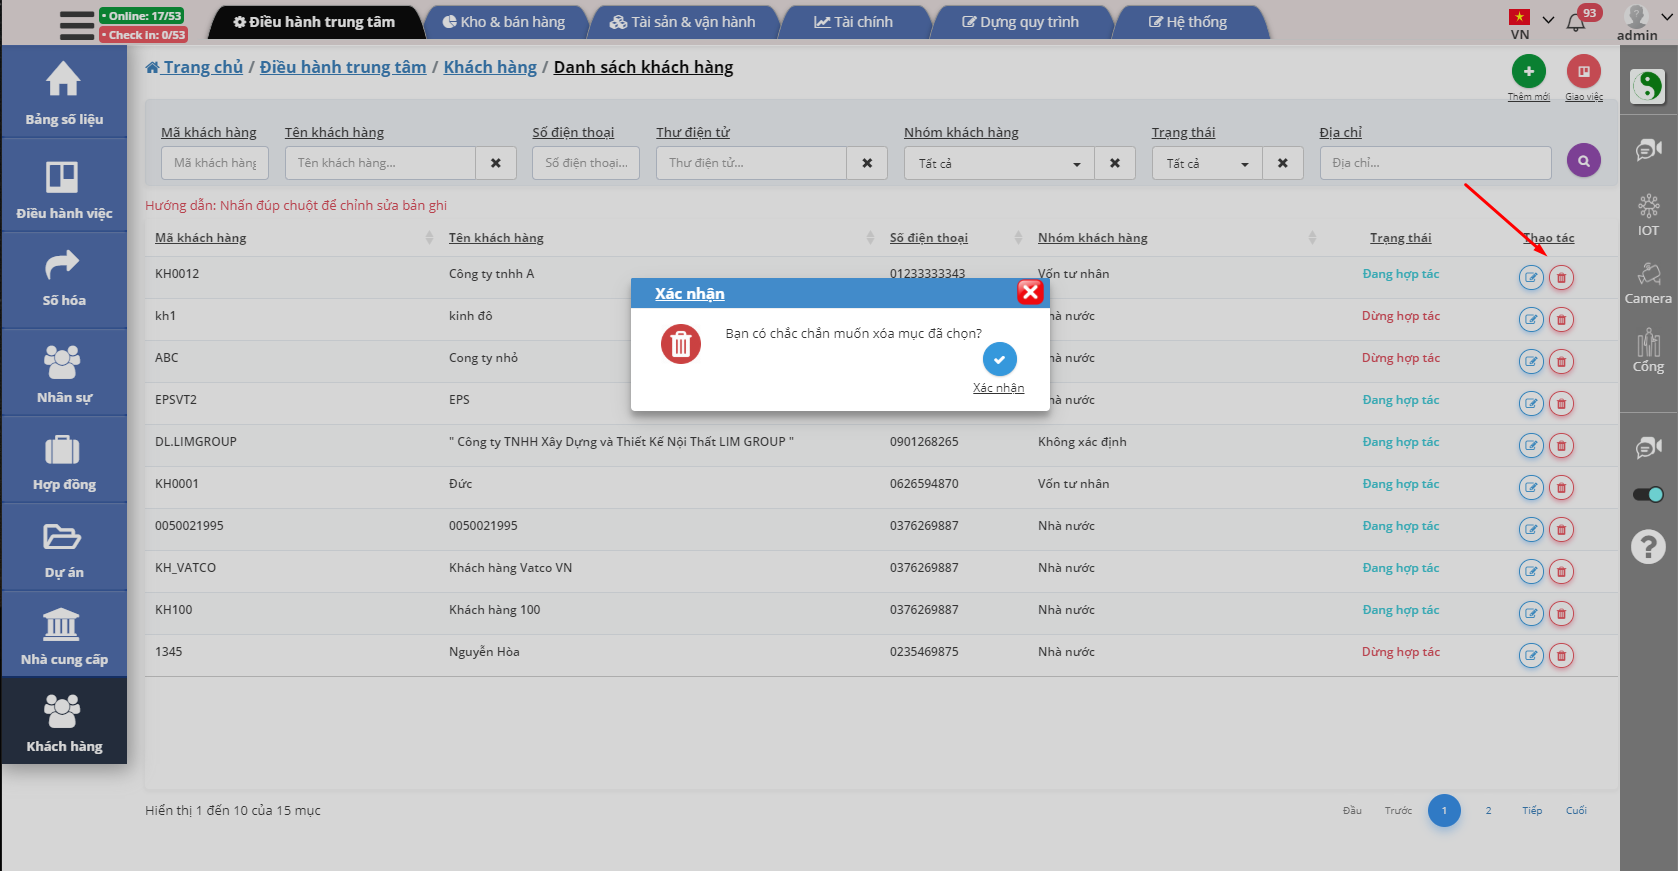 • Online: 17/53
• Check In: 0/53
Điều hành trung tâm
Kho & bán hàng
Tài sản & vận hành
Tài chính
Dựng quy trình
Hệ thống
VN
93
admin
Bảng số liệu
Điều hành việc
Số hóa
Nhân sự
Hợp đồng
Dự án
Nhà cung cấp
Khách hàng
Trang chủ / Điều hành trung tâm / Khách hàng / Danh sách khách hàng
Thêm mới
Giao việc
Mã khách hàng Tên khách hàng Số điện thoại Thư điện tử Nhóm khách hàng Trạng thái Địa chỉ
Mã khách hàng Tên khách hàng... Số điện thoại... Thư điện tử... Tất cả Tất cả Địa chỉ...
Hướng dẫn: Nhấn đúp chuột để chỉnh sửa bản ghi
Mã khách hàng Tên khách hàng Số điện thoại Nhóm khách hàng Trạng thái Thao tác
KH0012 Công ty tnhh A 01233333343 Vốn tư nhân Đang hợp tác
kh1 kinh đô nhà nước Dừng hợp tác
ABC Cong ty nhỏ nhà nước Dừng hợp tác
EPSVT2 EPS nhà nước Đang hợp tác
DL.LIMGROUP " Công ty TNHH Xây Dựng và Thiết Kế Nội Thất LIM GROUP " 0901268265 Không xác định Đang hợp tác
KH0001 Đức 0626594870 Vốn tư nhân Đang hợp tác
0050021995 0050021995 0376269887 Nhà nước Đang hợp tác
KH_VATCO Khách hàng Vatco VN 0376269887 Nhà nước Đang hợp tác
KH100 Khách hàng 100 0376269887 Nhà nước Đang hợp tác
1345 Nguyễn Hòa 0235469875 Nhà nước Dừng hợp tác
Xác nhận
Bạn có chắc chắn muốn xóa mục đã chọn?
Xác nhận
Hiển thị 1 đến 10 của 15 mục
Đầu Trước 1 2 Tiếp Cuối
IOT
Camera
Cổng